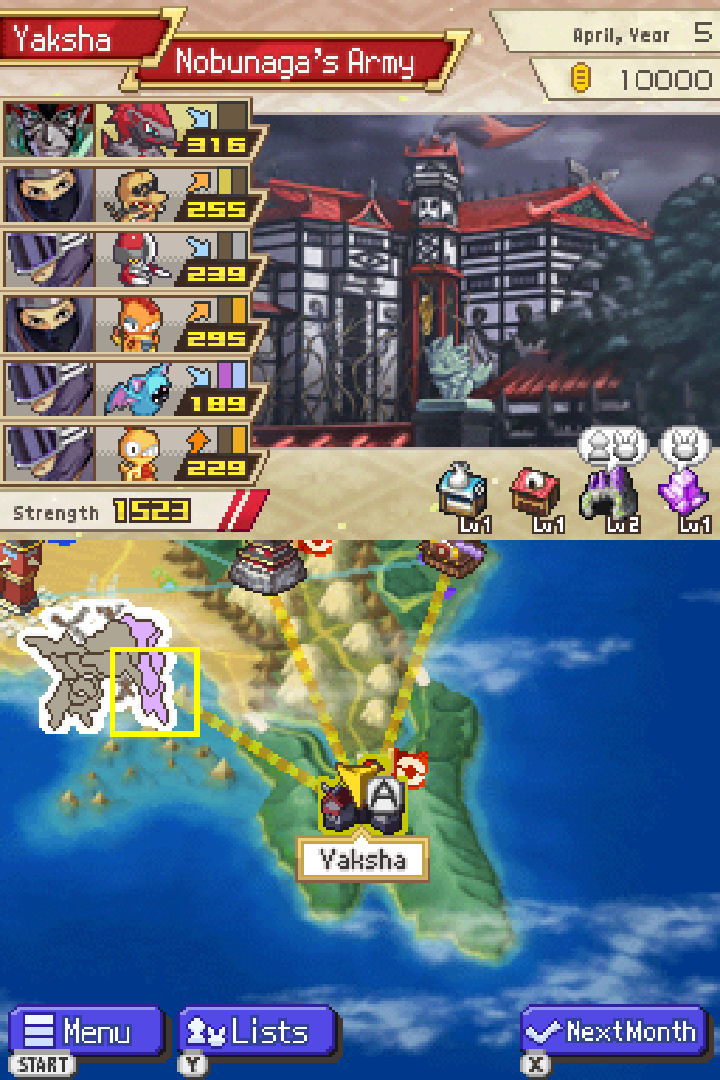 Yaksha
Nobunaga's Army
April, Year 5
10000
316
255
239
295
189
229
Strength 1523
Lv1
Lv1
Lv2
Lv1
A
Yaksha
Menu
START
Lists
Y
NextMonth
X